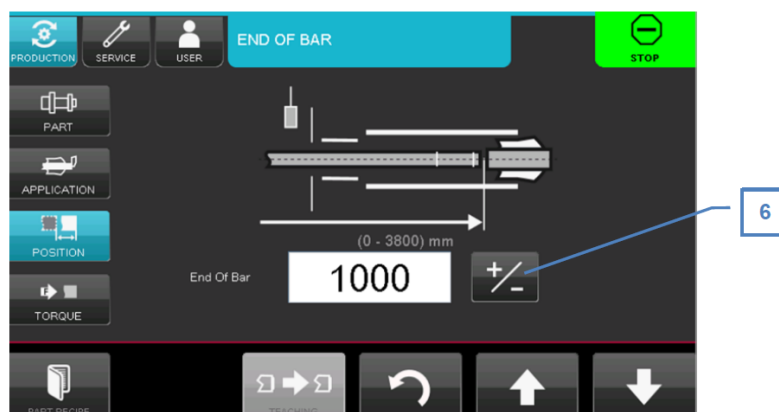 PRODUCTION
SERVICE
USER
END OF BAR
STOP
PART
APPLICATION
POSITION
TORQUE
(0 - 3800) mm
End Of Bar
1000
+/-
6
PART RECIPE
TEACHING